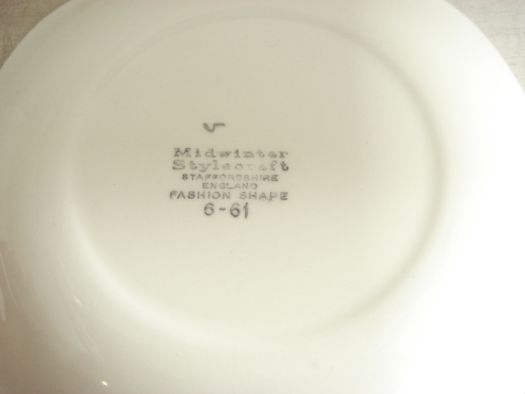 Midwinter
Stylecraft
STAFFORDSHIRE
ENGLAND
FASHION SHAPE
6-61